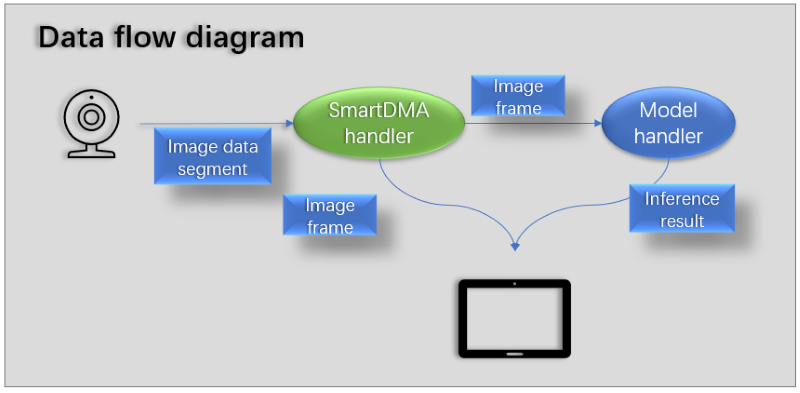 Data flow diagram
Image
frame
SmartDMA
handler
Model
handler
Image data
segment
Image
frame
Inference
result